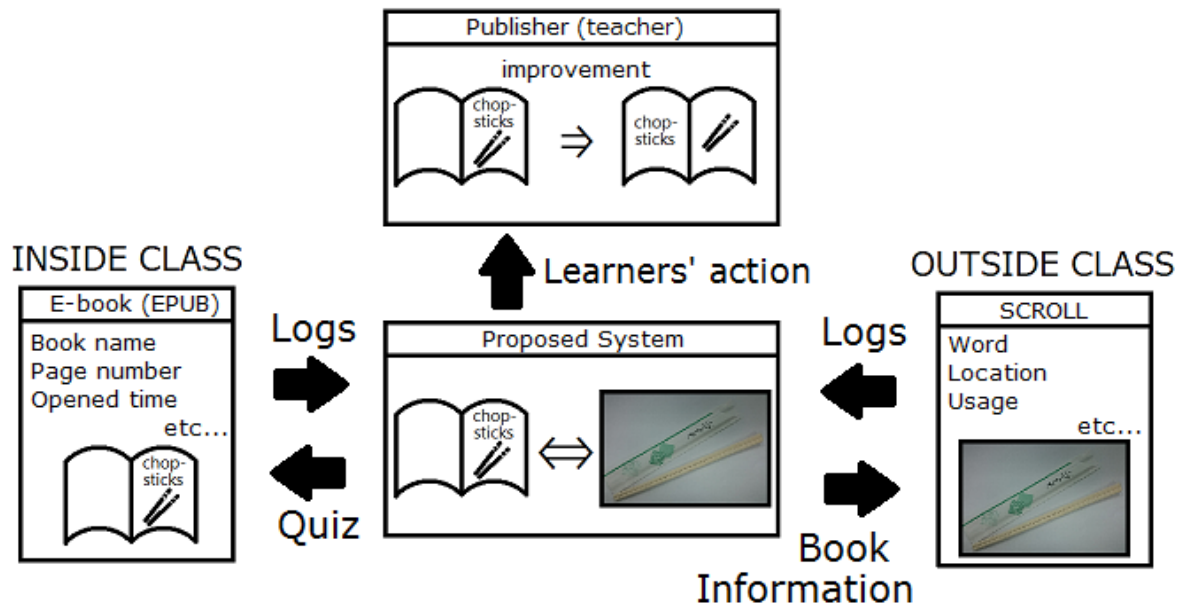 Publisher (teacher)
improvement
chop-
sticks
⇒
chop-
sticks
Learners' action
INSIDE CLASS
E-book (EPUB)
Book name
Page number
Opened time
etc...
chop-
sticks
Logs
Quiz
Proposed System
chop-
sticks
⇔
Logs
Book
Information
OUTSIDE CLASS
SCROLL
Word
Location
Usage
etc...